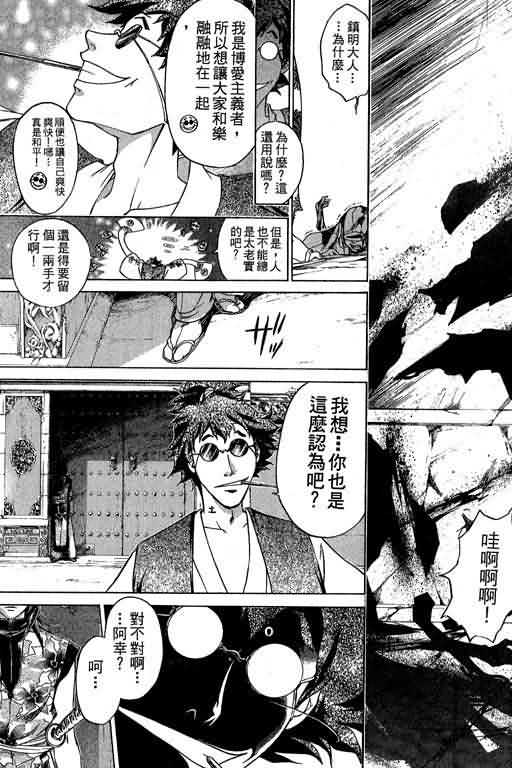 鎮明大人…
…為什麼…
為什麼？這
還用說嗎？
我是博愛主義者，
所以想讓大家和樂
融融地在一起
，
順便也讓自己爽快
爽快！嗯…
真是和平！
但是，人
也不能總
是太老實
的吧？
還是得要留
個一兩手才
行啊！
我想…你也是
這麼認為吧？
土
哇啊啊啊！
對不對啊…
…阿幸？
呵…